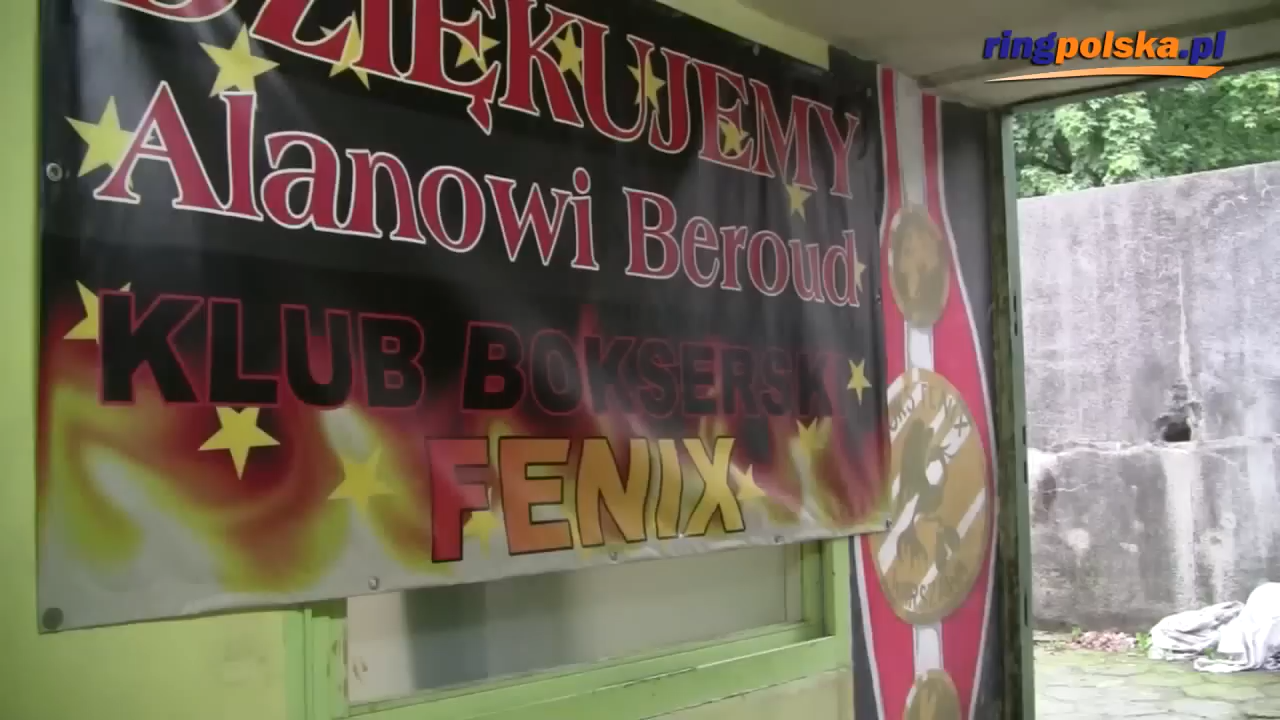 ringpolska.pl
DZIĘKUJEMY
Alanowi Beroud
KLUB BOKSERSKI
FENIX